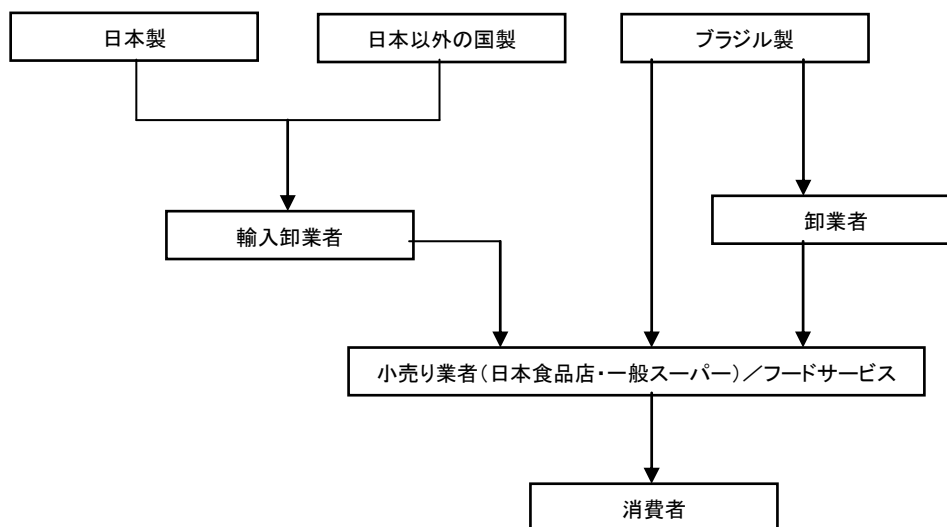 日本製
日本以外の国製
ブラジル製
輸入卸業者
卸業者
小売り業者(日本食品店・一般スーパー)/フードサービス
消費者